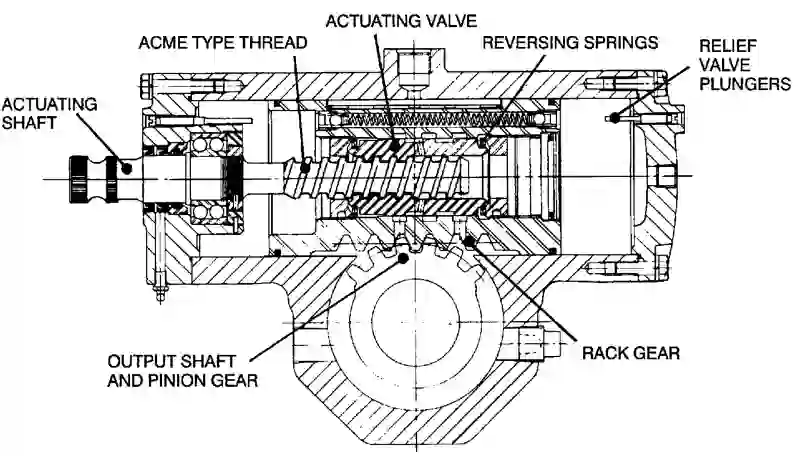 ACTUATING VALVE
ACME TYPE THREAD
REVERSING SPRINGS
RELIEF
VALVE
PLUNGERS
ACTUATING
SHAFT
OUTPUT SHAFT
AND PINION GEAR
RACK GEAR